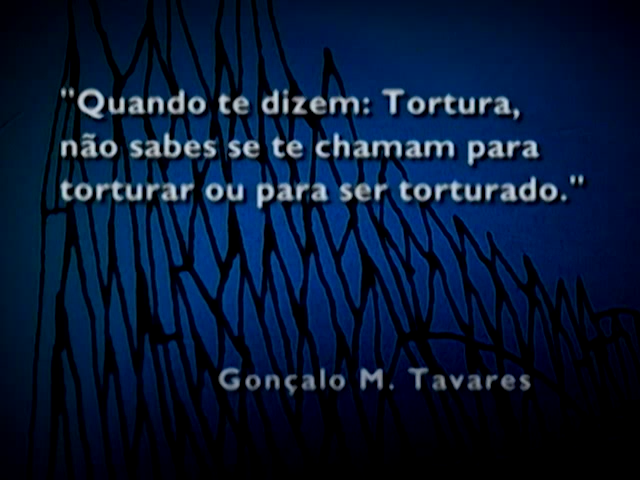 "Quando te dizem: Tortura,
não sabes se te chamam para
torturar ou para ser torturado."
Gonçalo M. Tavares